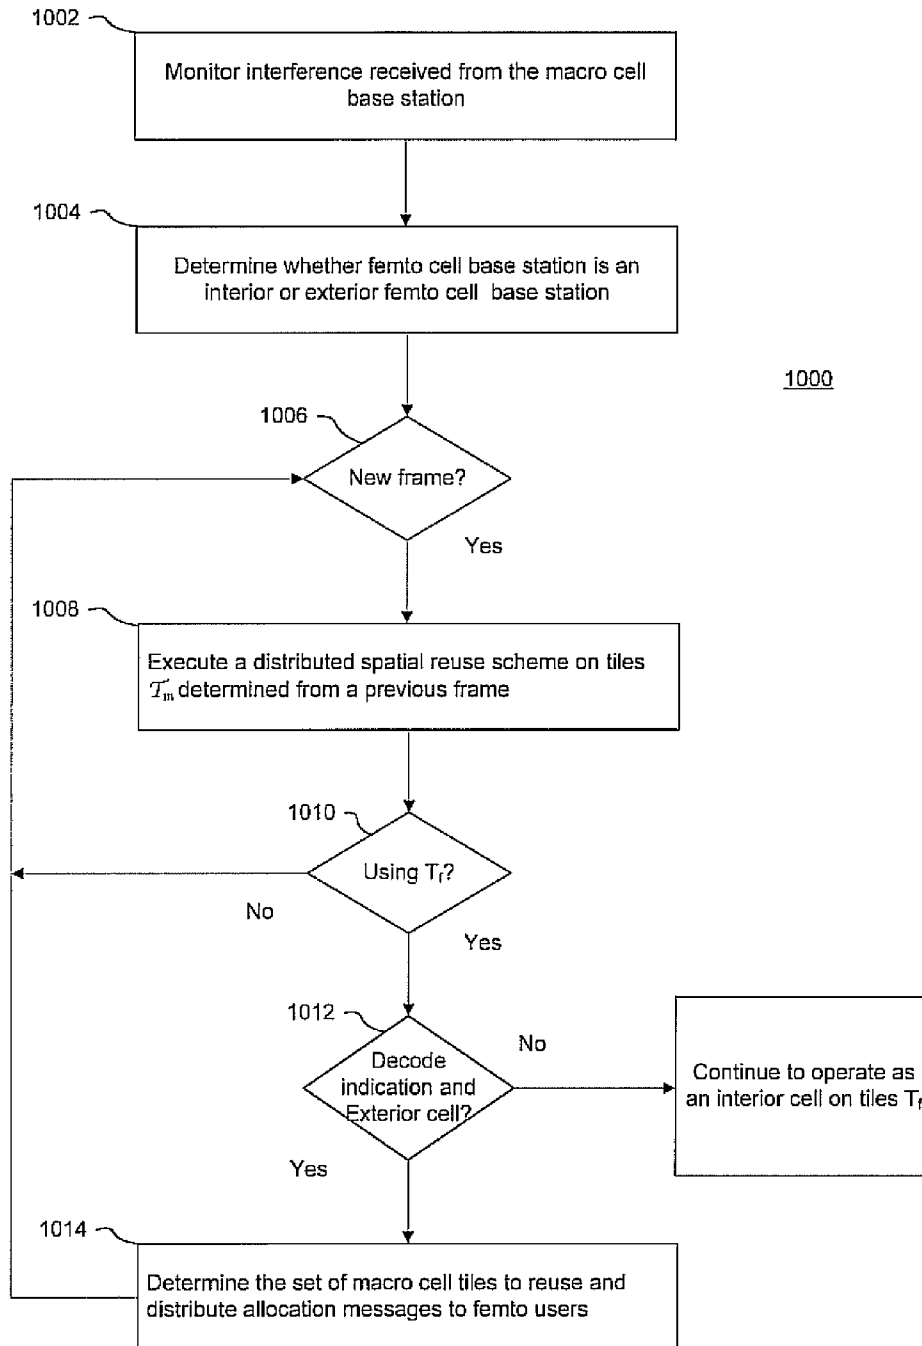 1002
Monitor interference received from the macro cell
base station
1004
Determine whether femto cell base station is an
interior or exterior femto cell base station
1000
1006
New frame?
Yes
1008
Execute a distributed spatial reuse scheme on tiles
𝒯m determined from a previous frame
1010
Using Tf?
No
Yes
1012
Decode
indication and
Exterior cell?
No
Continue to operate as
an interior cell on tiles Tf
Yes
1014
Determine the set of macro cell tiles to reuse and
distribute allocation messages to femto users